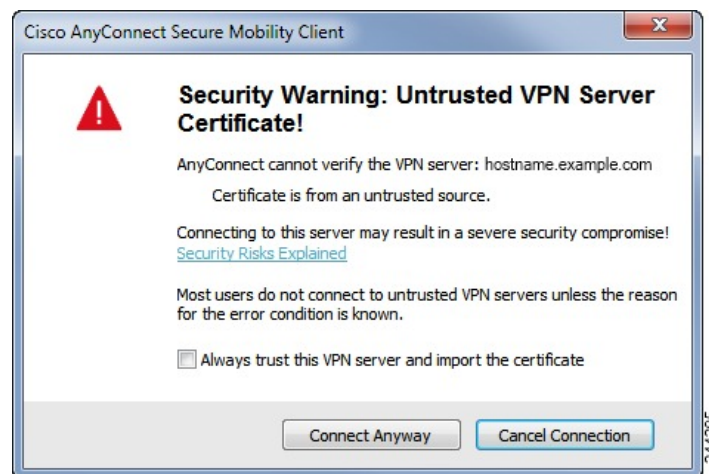 Cisco AnyConnect Secure Mobility Client
Security Warning: Untrusted VPN Server
Certificate!
AnyConnect cannot verify the VPN server: hostname.example.com
Certificate is from an untrusted source.
Connecting to this server may result in a severe security compromise!
Security Risks Explained
Most users do not connect to untrusted VPN servers unless the reason
for the error condition is known.
Always trust this VPN server and import the certificate
Connect Anyway
Cancel Connection